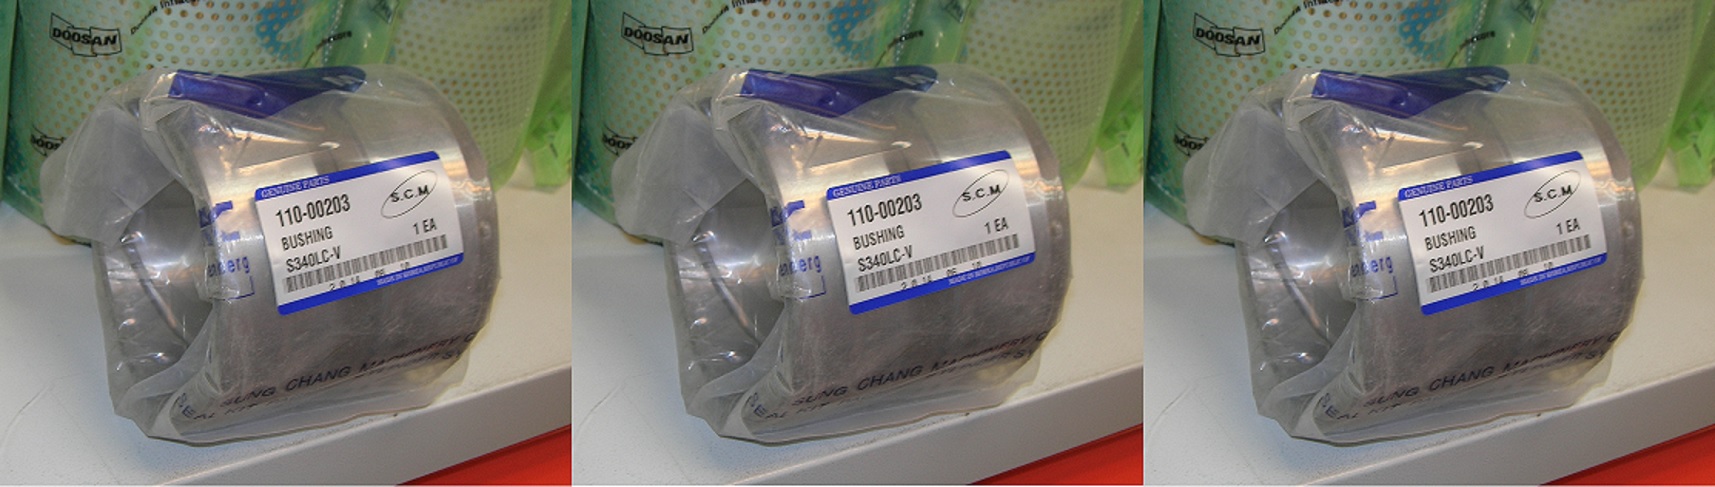 DOOSAN
GENUINE PARTS
S.C.M
110-00203
BUSHING
1 EA
S340LC-V
SUNG CHANG MACHINERY
DOOSAN
GENUINE PARTS
S.C.M
110-00203
BUSHING
1 EA
S340LC-V
SUNG CHANG MACHINERY
DOOSAN
GENUINE PARTS
S.C.M
110-00203
BUSHING
1 EA
S340LC-V
SUNG CHANG MACHINERY